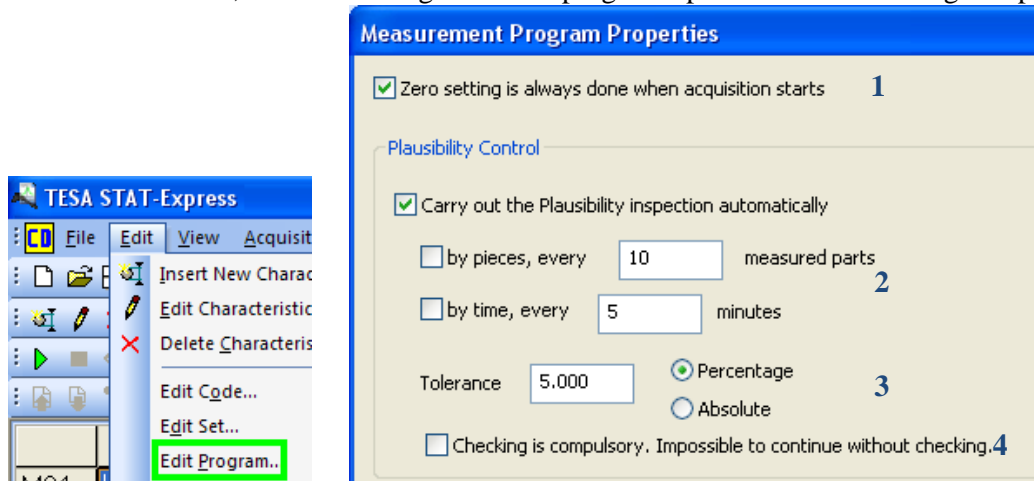 Measurement Program Properties
Zero setting is always done when acquisition starts 1
Plausibility Control
Carry out the Plausibility inspection automatically
by pieces, every 10 measured parts
2
by time, every 5 minutes
Tolerance 5.000 Percentage
3
Absolute
Checking is compulsory. Impossible to continue without checking. 4
TESA STAT-Express
CD File Edit View Acquisit
Insert New Charac
Edit Characteristic
Delete Characteris
Edit Code...
Edit Set...
Edit Program..